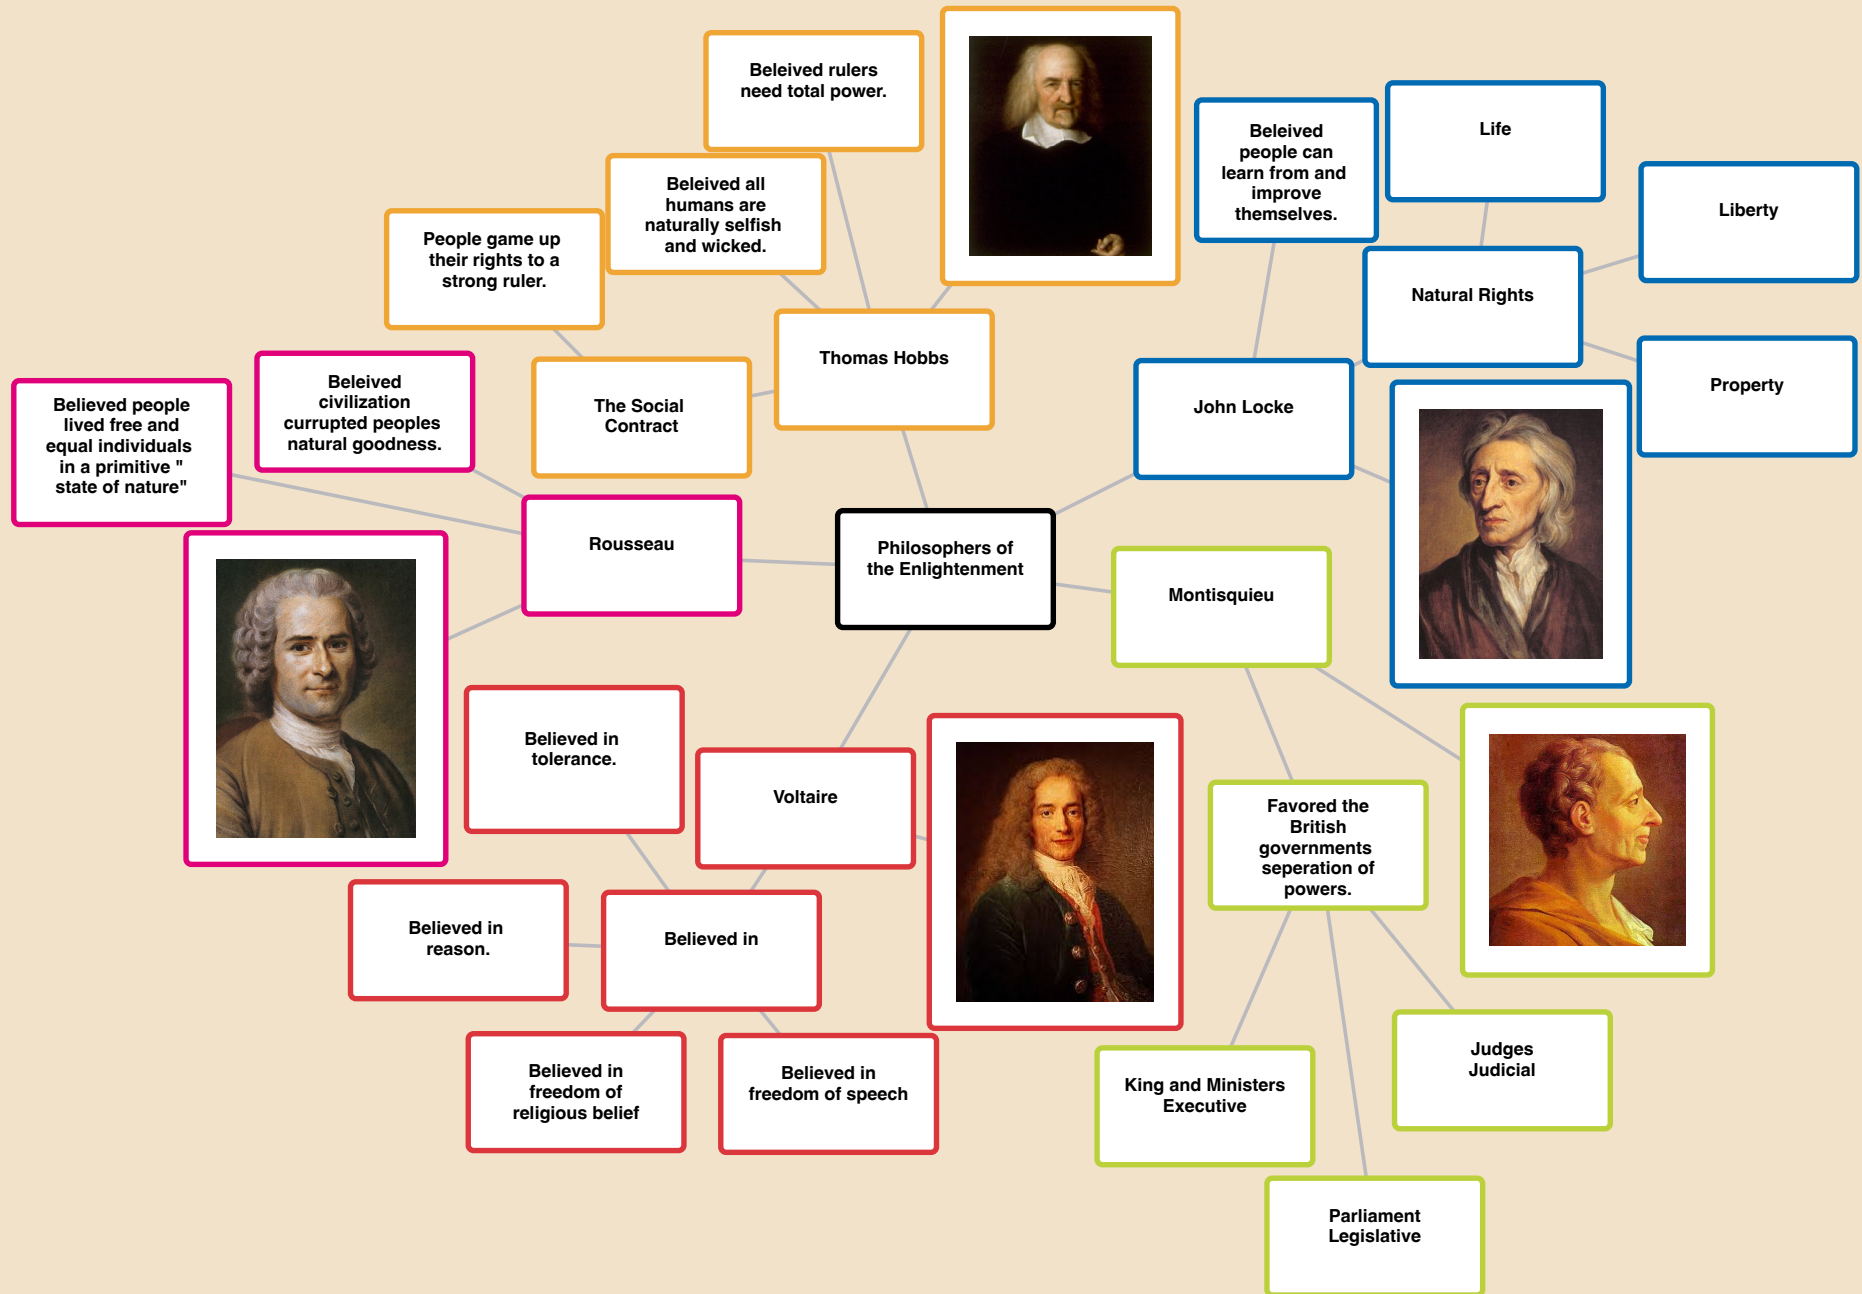 Philosophers of
the Enlightenment
Thomas Hobbs
Beleived rulers
need total power.
Beleived all
humans are
naturally selfish
and wicked.
The Social
Contract
People game up
their rights to a
strong ruler.
John Locke
Beleived
people can
learn from and
improve
themselves.
Natural Rights
Life
Liberty
Property
Rousseau
Beleived
civilization
currupted peoples
natural goodness.
Believed people
lived free and
equal individuals
in a primitive "
state of nature"
Montisquieu
Favored the
British
governments
seperation of
powers.
King and Ministers
Executive
Parliament
Legislative
Judges
Judicial
Voltaire
Believed in
Believed in
tolerance.
Believed in
reason.
Believed in
freedom of
religious belief
Believed in
freedom of speech